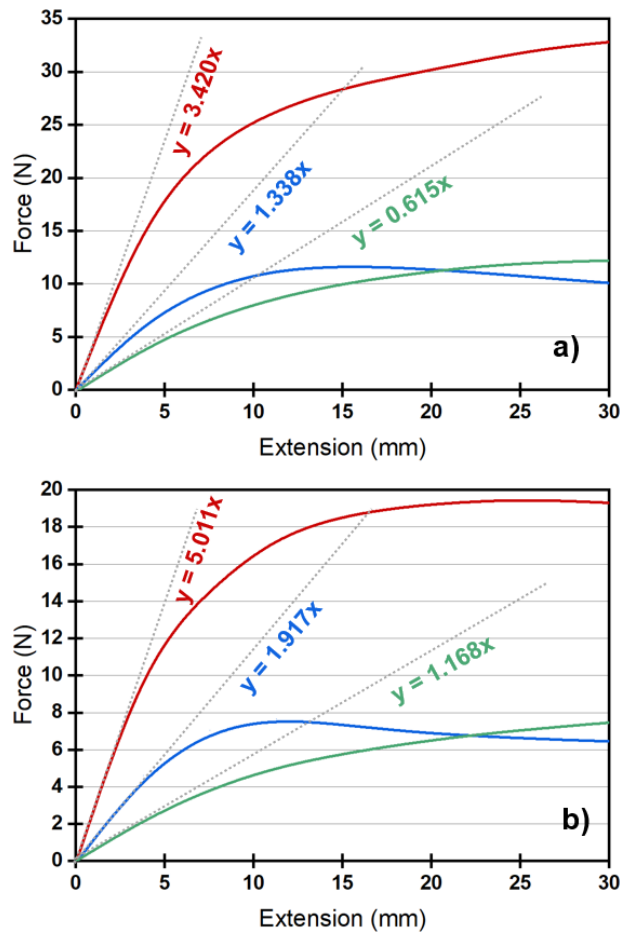 35
30
25
20
15
10
5
0
Force (N)
y = 3.420x
y = 1.338x
y = 0.615x
a)
0 5 10 15 20 25 30
Extension (mm)
20
18
16
14
12
10
8
6
4
2
0
Force (N)
y = 5.011x
y = 1.917x
y = 1.168x
b)
0 5 10 15 20 25 30
Extension (mm)